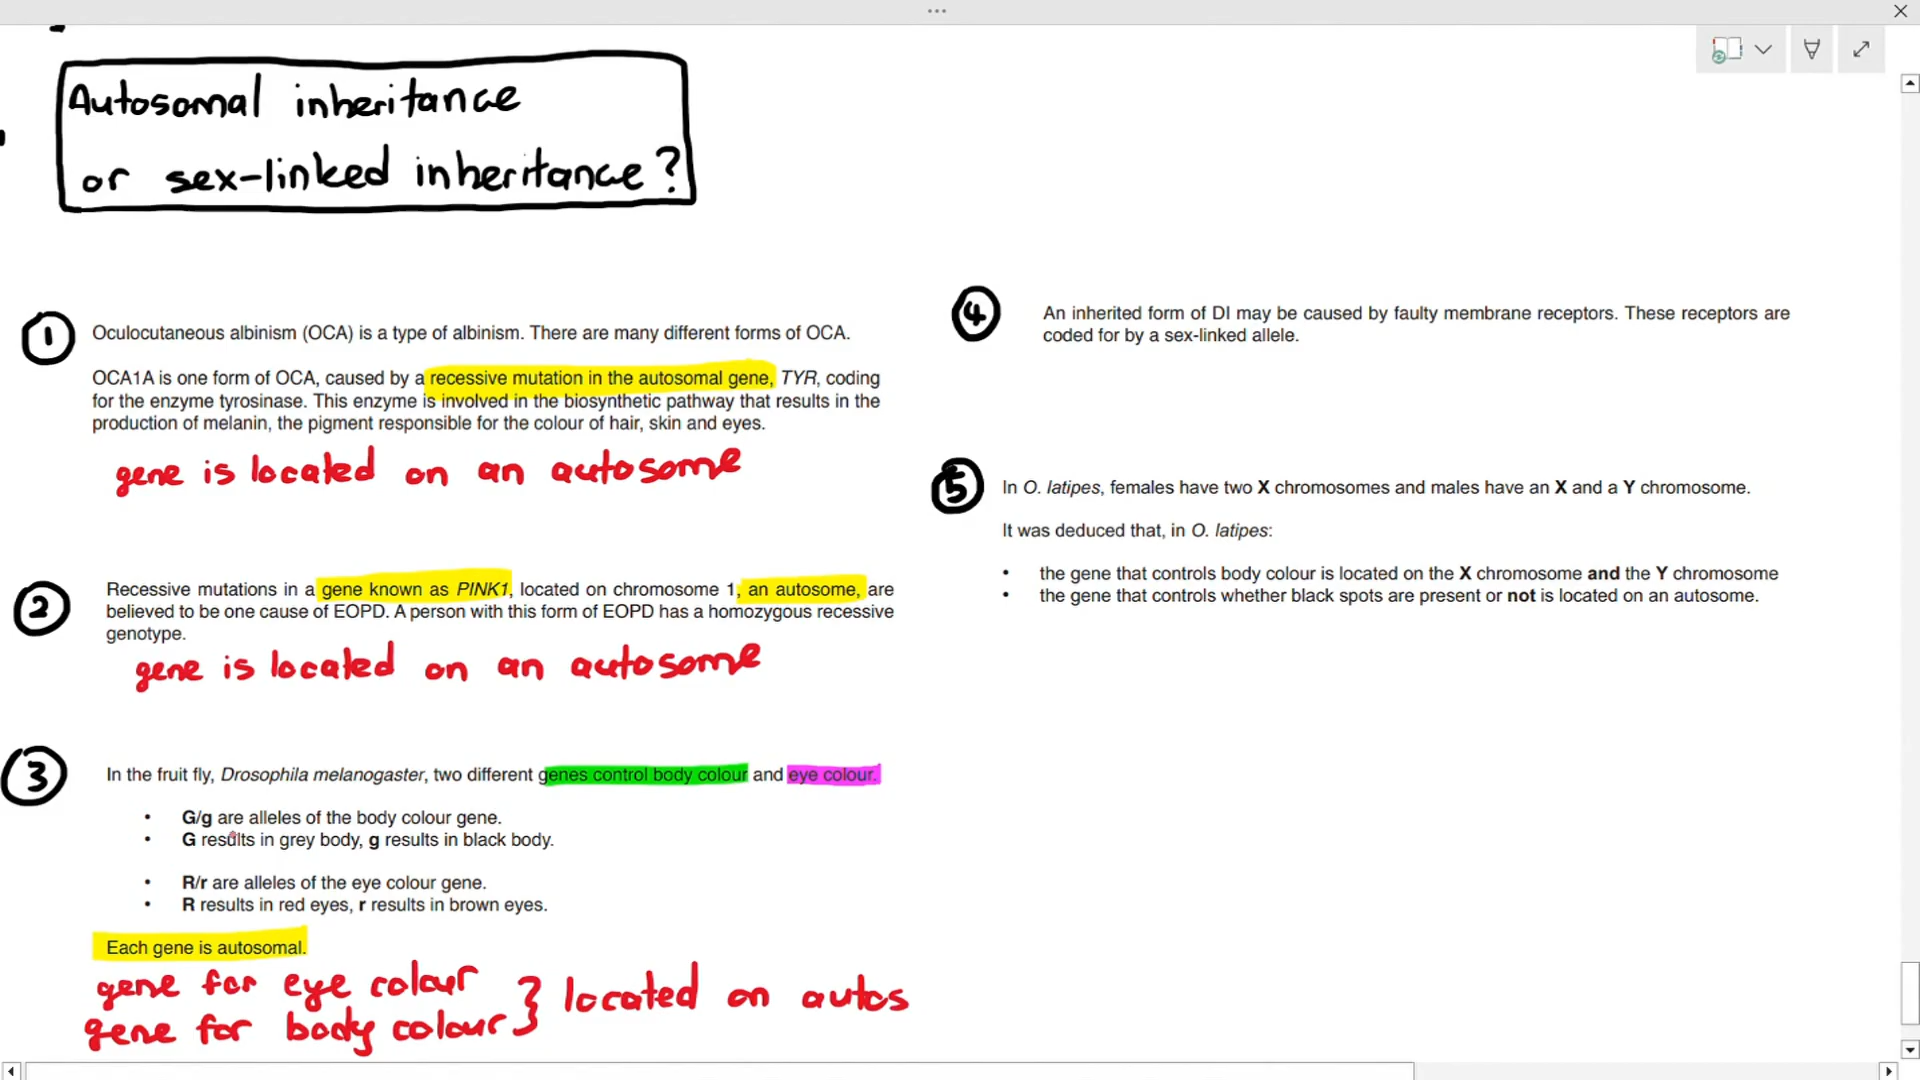 Autosomal inheritance
or sex-linked inheritance?
1
Oculocutaneous albinism (OCA) is a type of albinism. There are many different forms of OCA.
OCA1A is one form of OCA, caused by a recessive mutation in the autosomal gene, TYR, coding
for the enzyme tyrosinase. This enzyme is involved in the biosynthetic pathway that results in the
production of melanin, the pigment responsible for the colour of hair, skin and eyes.
gene is located on an autosome
2
Recessive mutations in a gene known as PINK1, located on chromosome 1, an autosome, are
believed to be one cause of EOPD. A person with this form of EOPD has a homozygous recessive
genotype.
gene is located on an autosome
3
In the fruit fly, Drosophila melanogaster, two different genes control body colour and eye colour.
• G/g are alleles of the body colour gene.
• G results in grey body, g results in black body.
• R/r are alleles of the eye colour gene.
• R results in red eyes, r results in brown eyes.
Each gene is autosomal.
gene for eye colour
gene for body colour } located on autos
4
An inherited form of DI may be caused by faulty membrane receptors. These receptors are
coded for by a sex-linked allele.
5
In O. latipes, females have two X chromosomes and males have an X and a Y chromosome.
It was deduced that, in O. latipes:
• the gene that controls body colour is located on the X chromosome and the Y chromosome
• the gene that controls whether black spots are present or not is located on an autosome.